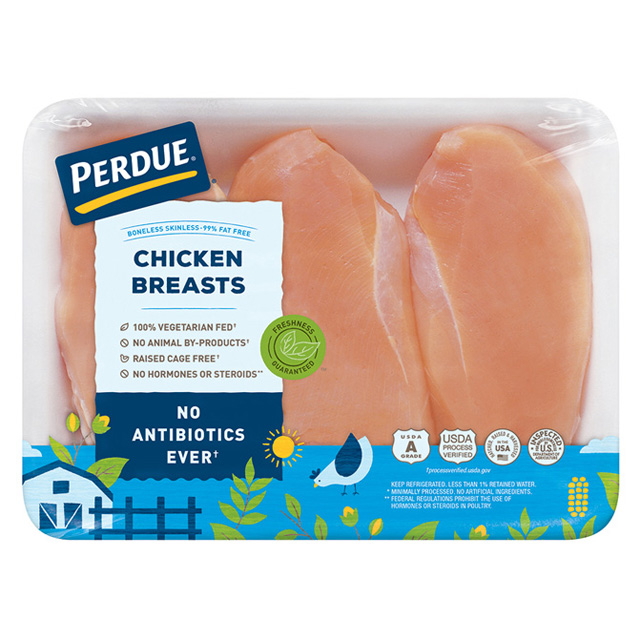 PERDUE®
BONELESS SKINLESS-99% FAT FREE
CHICKEN
BREASTS
100% VEGETARIAN FED†
NO ANIMAL BY-PRODUCTS†
RAISED CAGE FREE†
NO HORMONES OR STEROIDS**
FRESHNESS
GUARANTEED
NO
ANTIBIOTICS
EVER†
USDA
A
GRADE
USDA
PROCESS
VERIFIED
IN THE
USA
INSPECTED
U.S.
DEPARTMENT OF
AGRICULTURE
†processverified.usda.gov
KEEP REFRIGERATED. LESS THAN 1% RETAINED WATER.
* MINIMALLY PROCESSED. NO ARTIFICIAL INGREDIENTS.
** FEDERAL REGULATIONS PROHIBIT THE USE OF
HORMONES OR STEROIDS IN POULTRY.